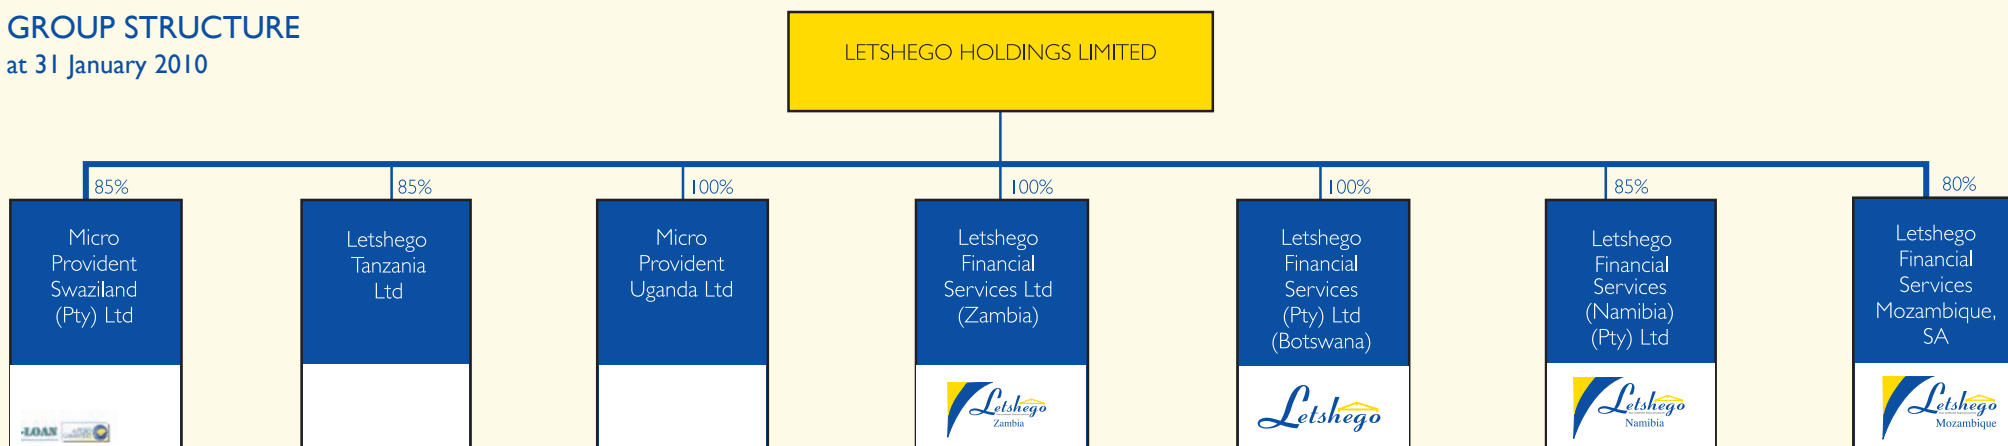 GROUP STRUCTURE
at 31 January 2010
LETSHEGO HOLDINGS LIMITED
85%
85%
100%
100%
100%
85%
80%
Micro
Provident
Swaziland
(Pty) Ltd
-LOAN
Letshego
Tanzania
Ltd
Micro
Provident
Uganda Ltd
Letshego
Financial
Services Ltd
(Zambia)
Letshego
Zambia
Letshego
Financial
Services
(Pty) Ltd
(Botswana)
Letshego
Letshego
Financial
Services
(Namibia)
(Pty) Ltd
Letshego
Namibia
Letshego
Financial
Services
Mozambique,
SA
Letshego
Mozambique